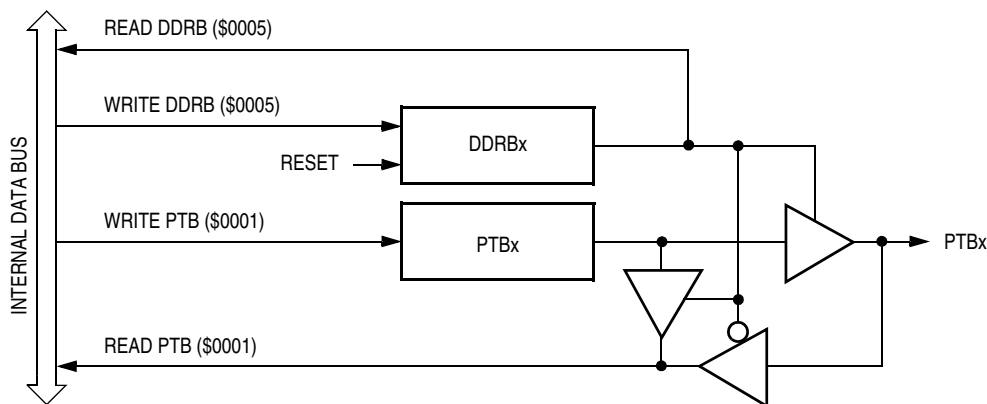 READ DDRB ($0005)
WRITE DDRB ($0005)
DDRBx
RESET
WRITE PTB ($0001)
PTBx
PTBx
READ PTB ($0001)
INTERNAL DATA BUS